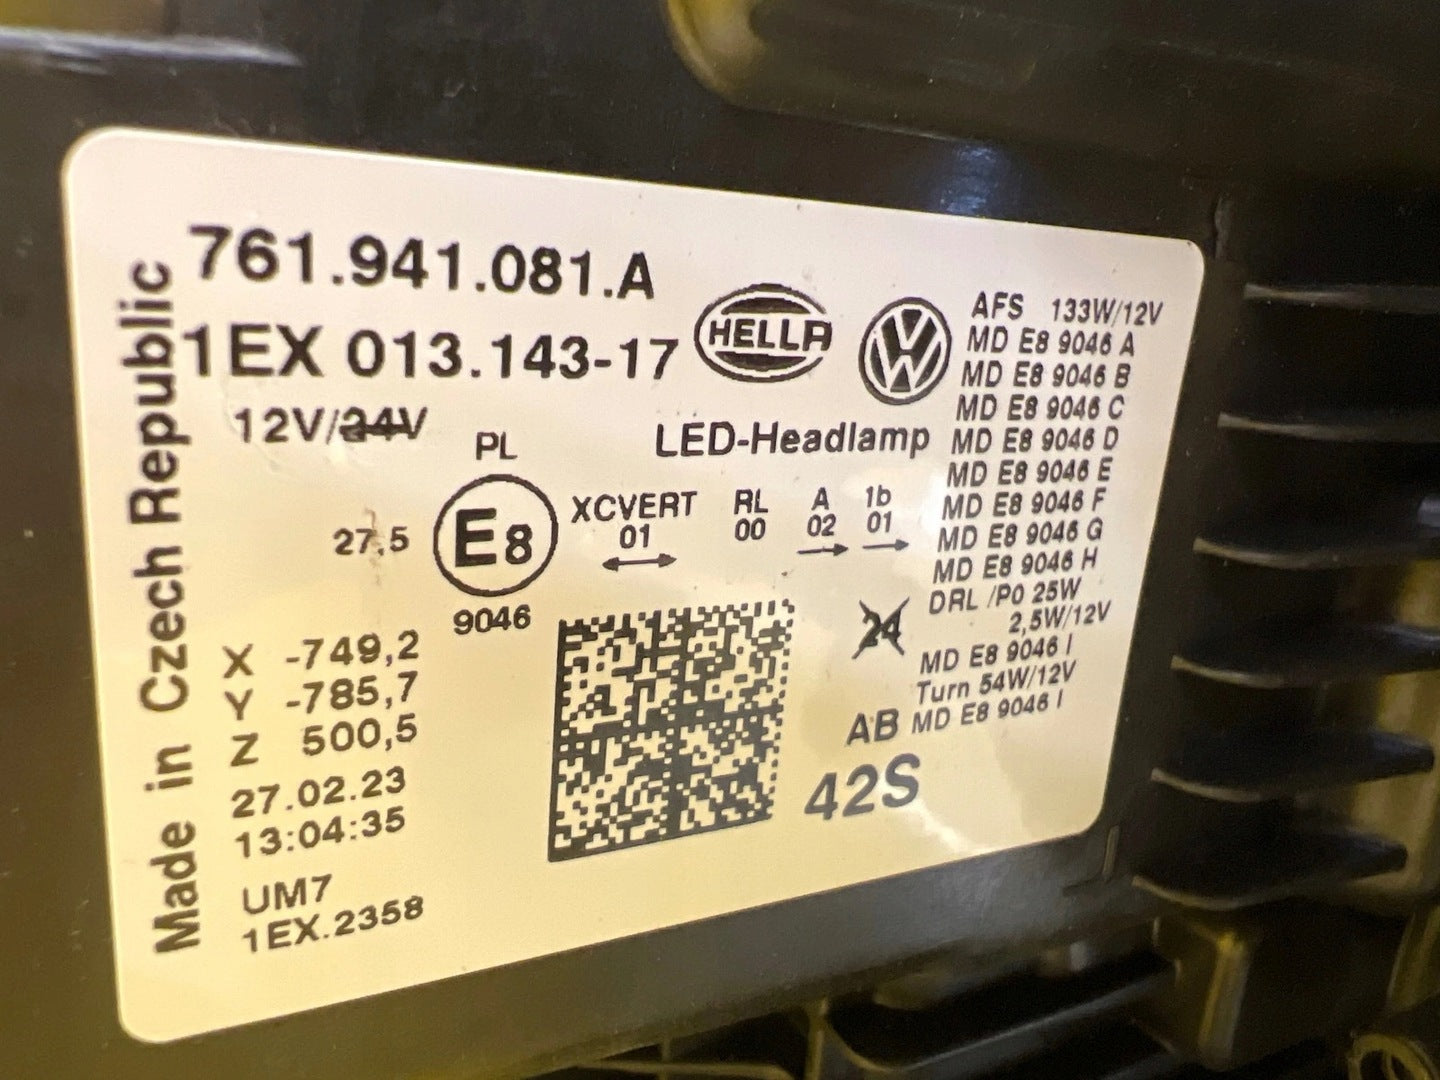 Made in Czech Republic
761.941.081.A
1EX 013.143-17
HELLA
12V/24V
PL
LED-Headlamp
27,5
E8
9046
XCVERT
01
RL
00
A
02
1b
01
24
X -749,2
Y -785,7
Z 500,5
27.02.23
13:04:35
UM7
1EX.2358
AFS 133W/12V
MD E8 9046 A
MD E8 9046 B
MD E8 9046 C
MD E8 9046 D
MD E8 9046 E
MD E8 9046 F
MD E8 9046 G
MD E8 9046 H
DRL /P0 25W
2,5W/12V
MD E8 9046 I
Turn 54W/12V
AB MD E8 9046 I
42S